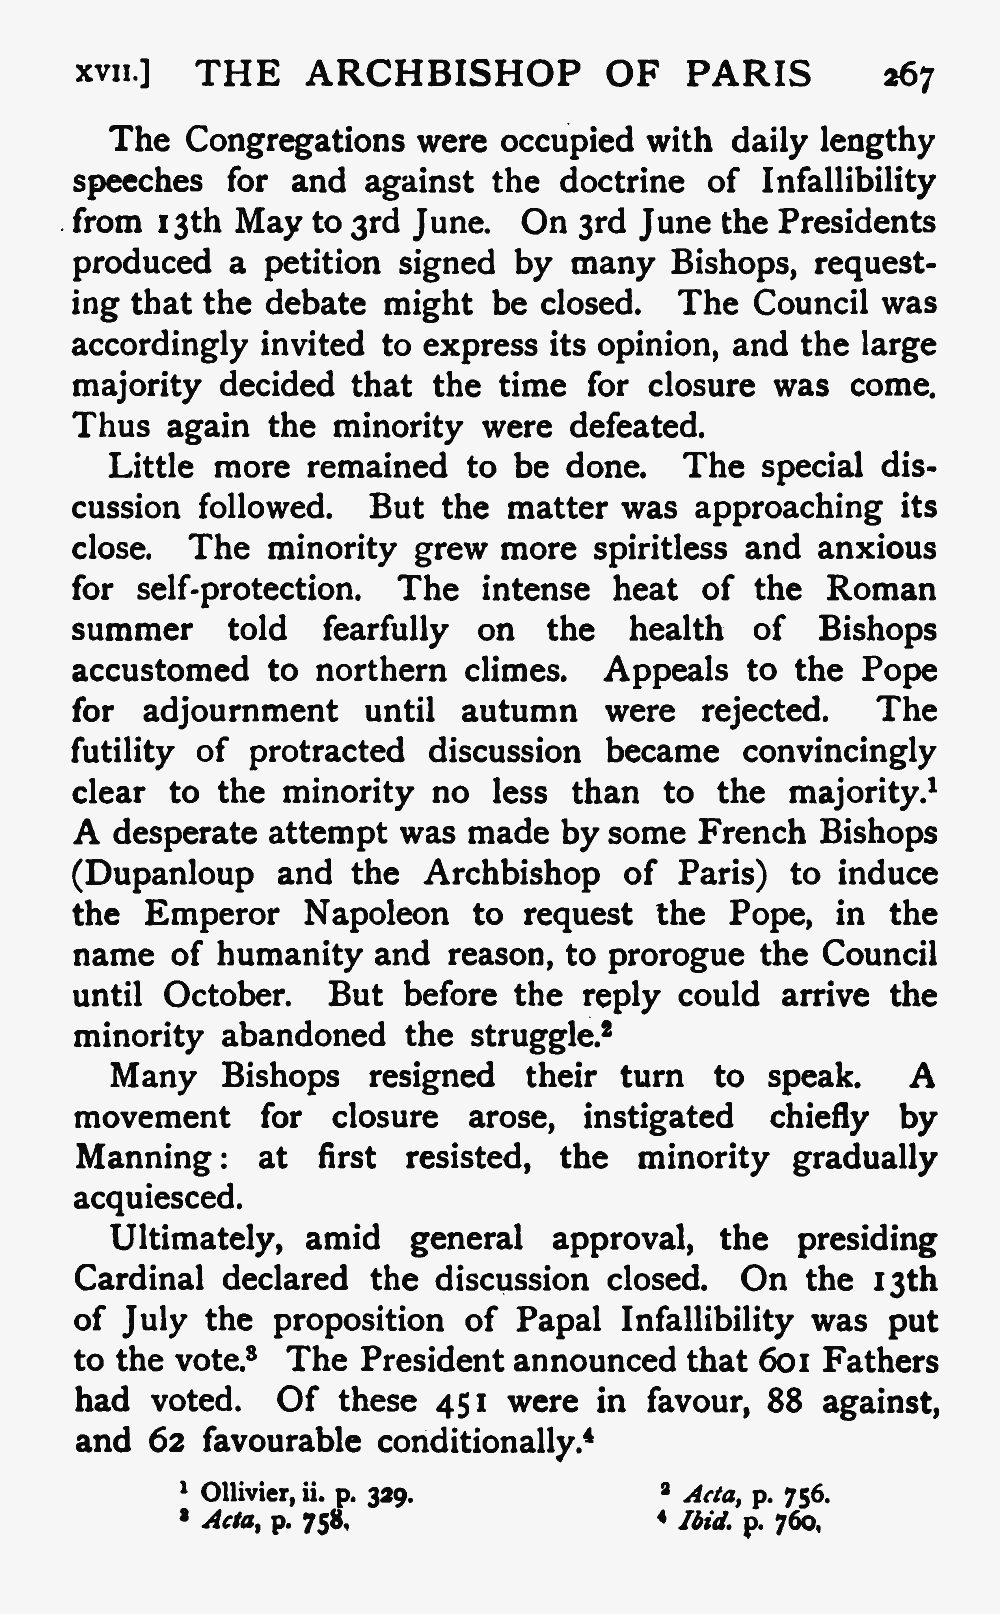 XVII.] THE ARCHBISHOP OF PARIS 267
The Congregations were occupied with daily lengthy
speeches for and against the doctrine of Infallibility
from 13th May to 3rd June. On 3rd June the Presidents
produced a petition signed by many Bishops, request-
ing that the debate might be closed. The Council was
accordingly invited to express its opinion, and the large
majority decided that the time for closure was come.
Thus again the minority were defeated.
Little more remained to be done. The special dis-
cussion followed. But the matter was approaching its
close. The minority grew more spiritless and anxious
for self-protection. The intense heat of the Roman
summer told fearfully on the health of Bishops
accustomed to northern climes. Appeals to the Pope
for adjournment until autumn were rejected. The
futility of protracted discussion became convincingly
clear to the minority no less than to the majority.¹
A desperate attempt was made by some French Bishops
(Dupanloup and the Archbishop of Paris) to induce
the Emperor Napoleon to request the Pope, in the
name of humanity and reason, to prorogue the Council
until October. But before the reply could arrive the
minority abandoned the struggle.²
Many Bishops resigned their turn to speak. A
movement for closure arose, instigated chiefly by
Manning: at first resisted, the minority gradually
acquiesced.
Ultimately, amid general approval, the presiding
Cardinal declared the discussion closed. On the 13th
of July the proposition of Papal Infallibility was put
to the vote.³ The President announced that 601 Fathers
had voted. Of these 451 were in favour, 88 against,
and 62 favourable conditionally.⁴
¹ Ollivier, ii. p. 329. ² Acta, p. 756.
³ Acta, p. 758. ⁴ Ibid. p. 760.